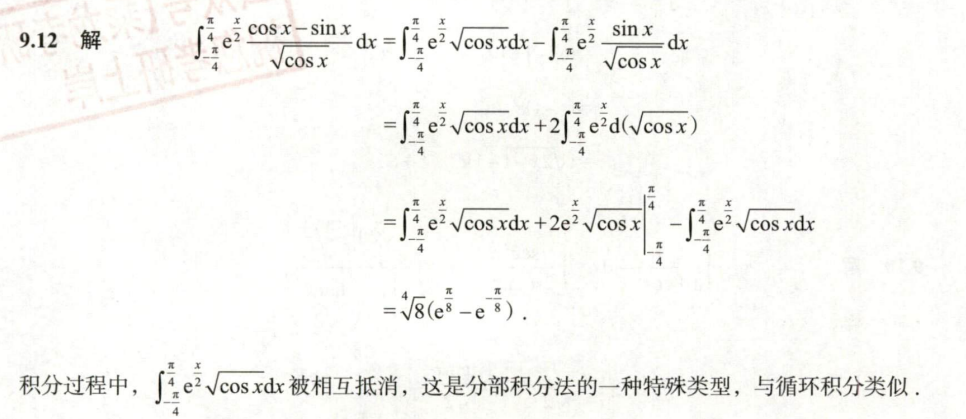 9.12 解 $\int_{-\frac{\pi}{4}}^{\frac{\pi}{4}} e^{\frac{x}{2}} \frac{\cos x - \sin x}{\sqrt{\cos x}} dx = \int_{-\frac{\pi}{4}}^{\frac{\pi}{4}} e^{\frac{x}{2}} \sqrt{\cos x} dx - \int_{-\frac{\pi}{4}}^{\frac{\pi}{4}} e^{\frac{x}{2}} \frac{\sin x}{\sqrt{\cos x}} dx$
$= \int_{-\frac{\pi}{4}}^{\frac{\pi}{4}} e^{\frac{x}{2}} \sqrt{\cos x} dx + 2\int_{-\frac{\pi}{4}}^{\frac{\pi}{4}} e^{\frac{x}{2}} d(\sqrt{\cos x})$
$= \int_{-\frac{\pi}{4}}^{\frac{\pi}{4}} e^{\frac{x}{2}} \sqrt{\cos x} dx + 2e^{\frac{x}{2}} \sqrt{\cos x} \Big|_{-\frac{\pi}{4}}^{\frac{\pi}{4}} - \int_{-\frac{\pi}{4}}^{\frac{\pi}{4}} e^{\frac{x}{2}} \sqrt{\cos x} dx$
$= \sqrt[4]{8}(e^{\frac{\pi}{8}} - e^{-\frac{\pi}{8}})$ .
积分过程中，$\int_{-\frac{\pi}{4}}^{\frac{\pi}{4}} e^{\frac{x}{2}} \sqrt{\cos x} dx$ 被相互抵消，这是分部积分法的一种特殊类型，与循环积分类似．